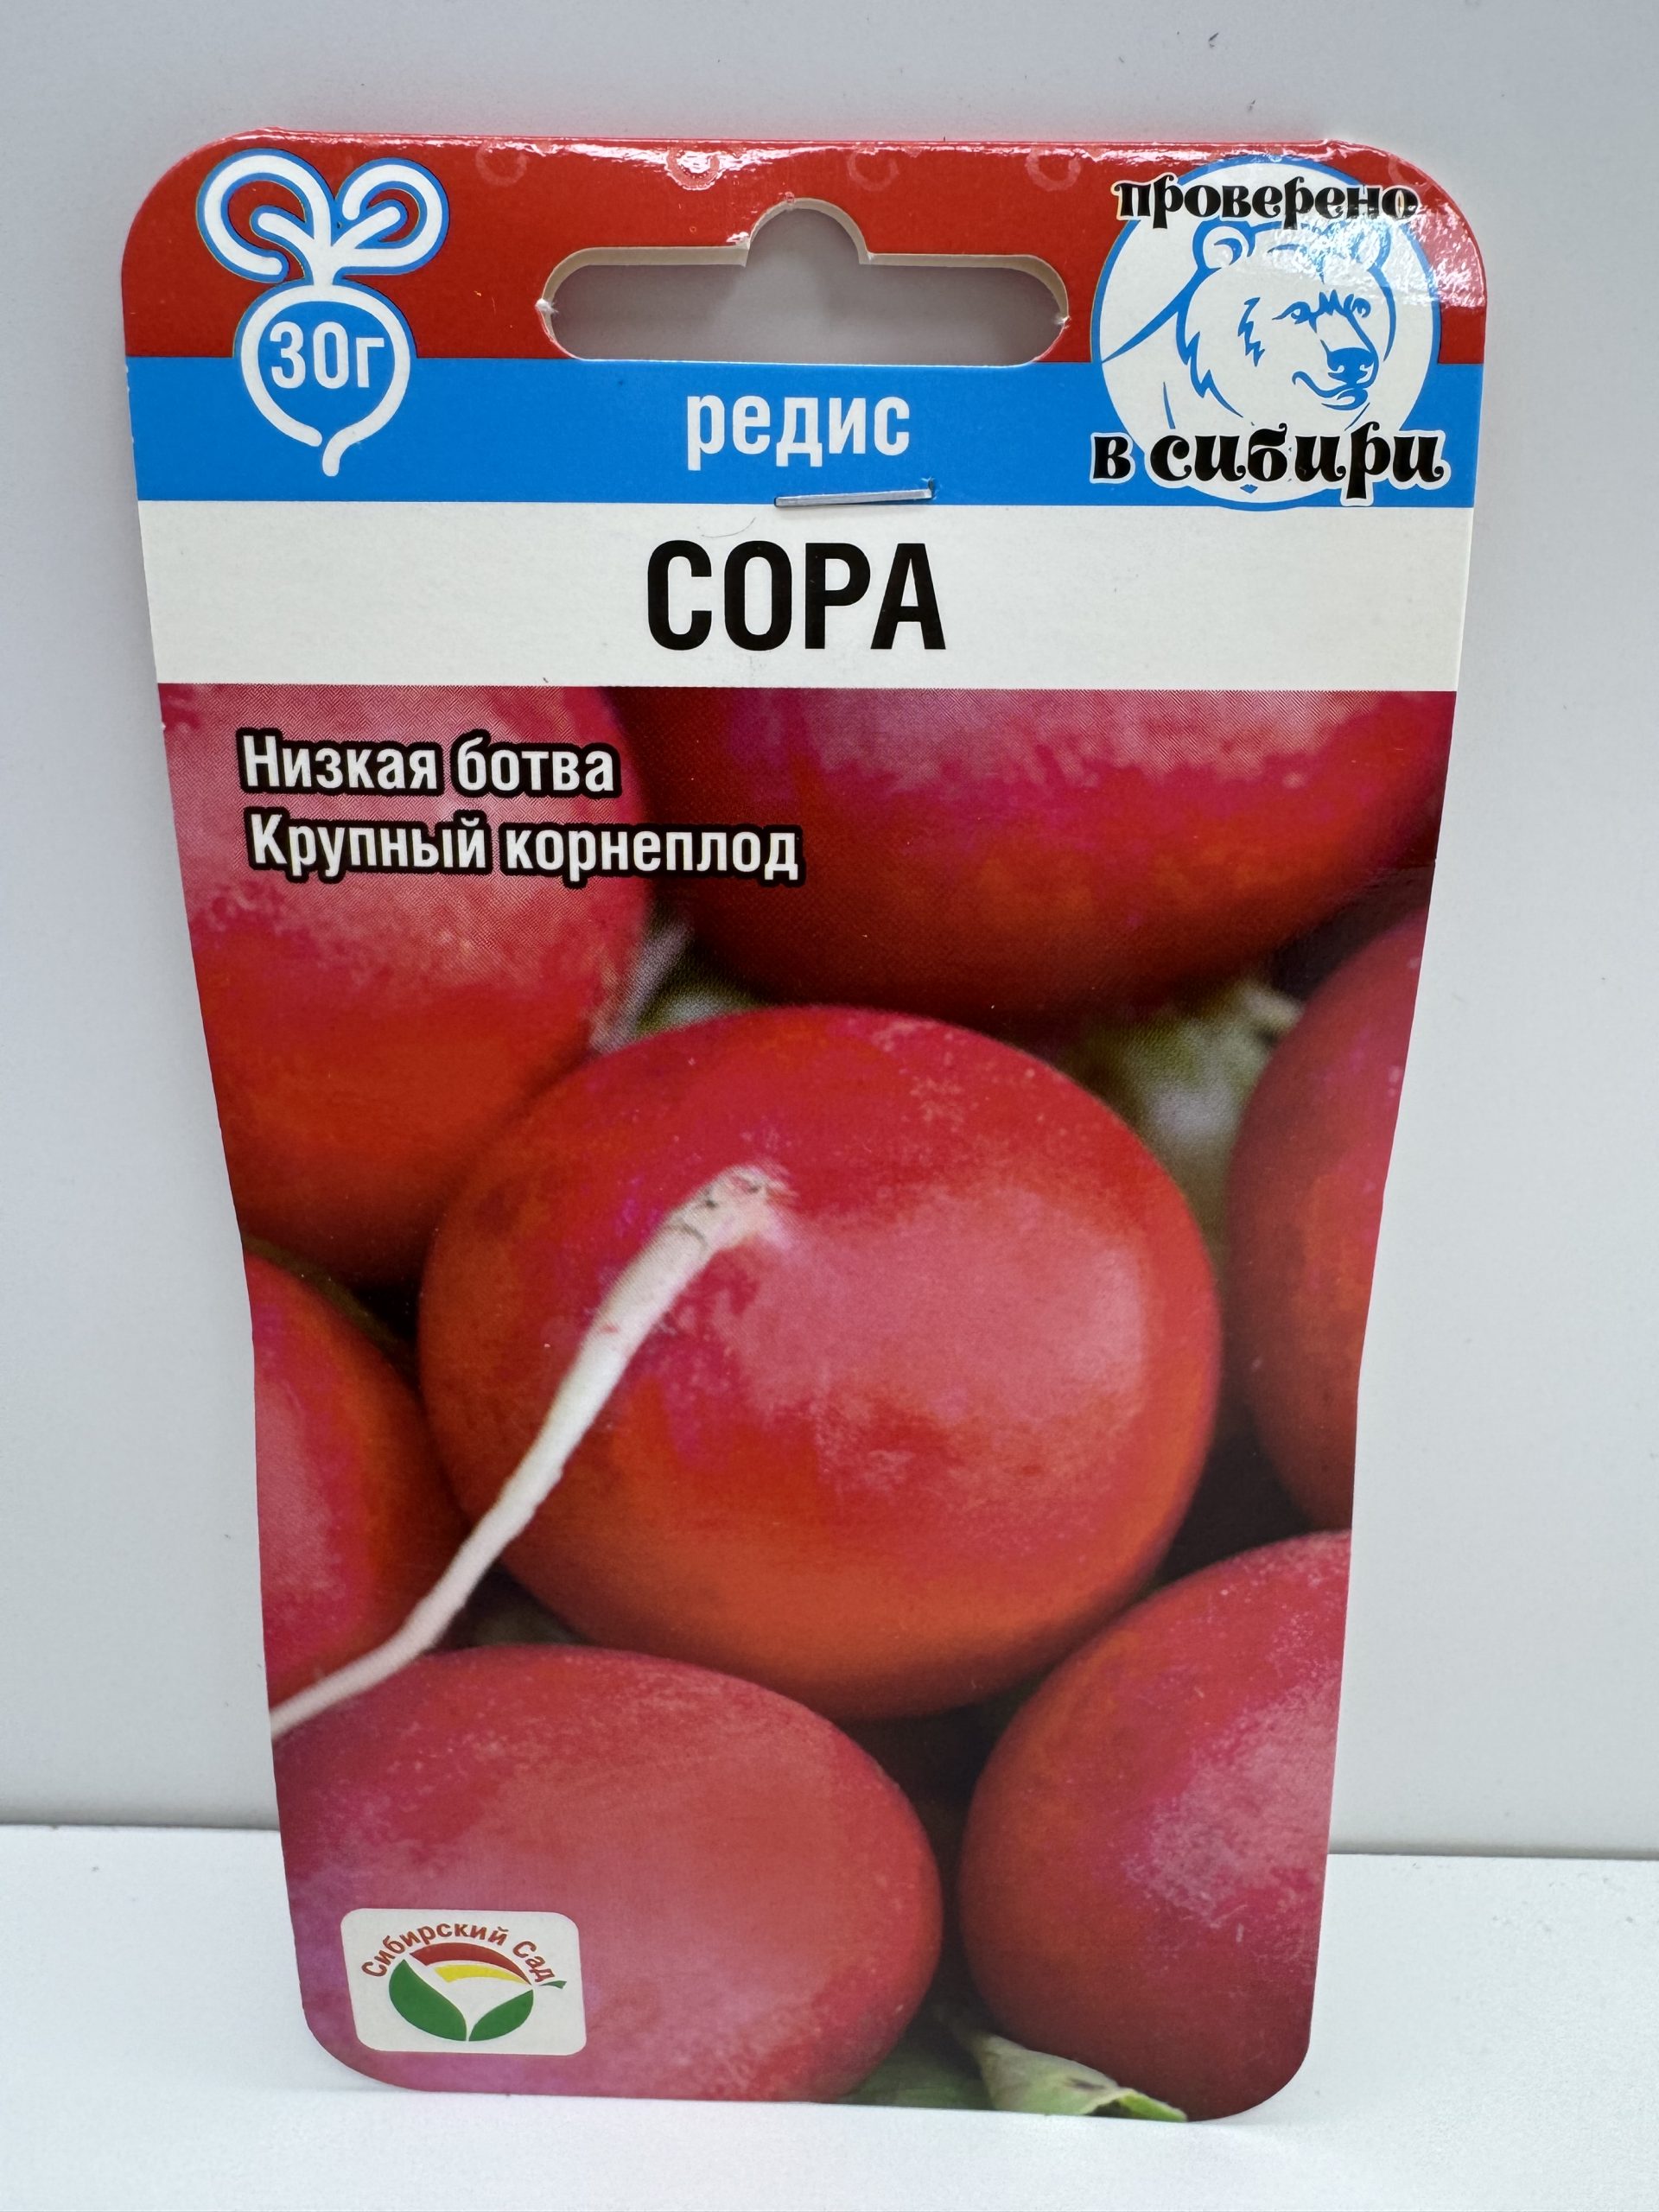 проверено
в сибири
30г
редис
СОРА
Низкая ботва
Крупный корнеплод
Сибирский Сад